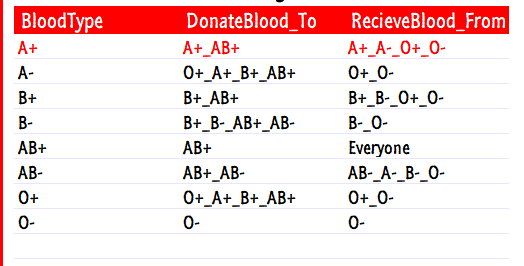 BloodType DonateBlood_To RecieveBlood_From
A+ A+_AB+ A+_A-_O+_O-
A- O+_A+_B+_AB+ O+_O-
B+ B+_AB+ B+_B-_O+_O-
B- B+_B-_AB+_AB- B-_O-
AB+ AB+ Everyone
AB- AB+_AB- AB-_A-_B-_O-
O+ O+_A+_B+_AB+ O+_O-
O- O- O-